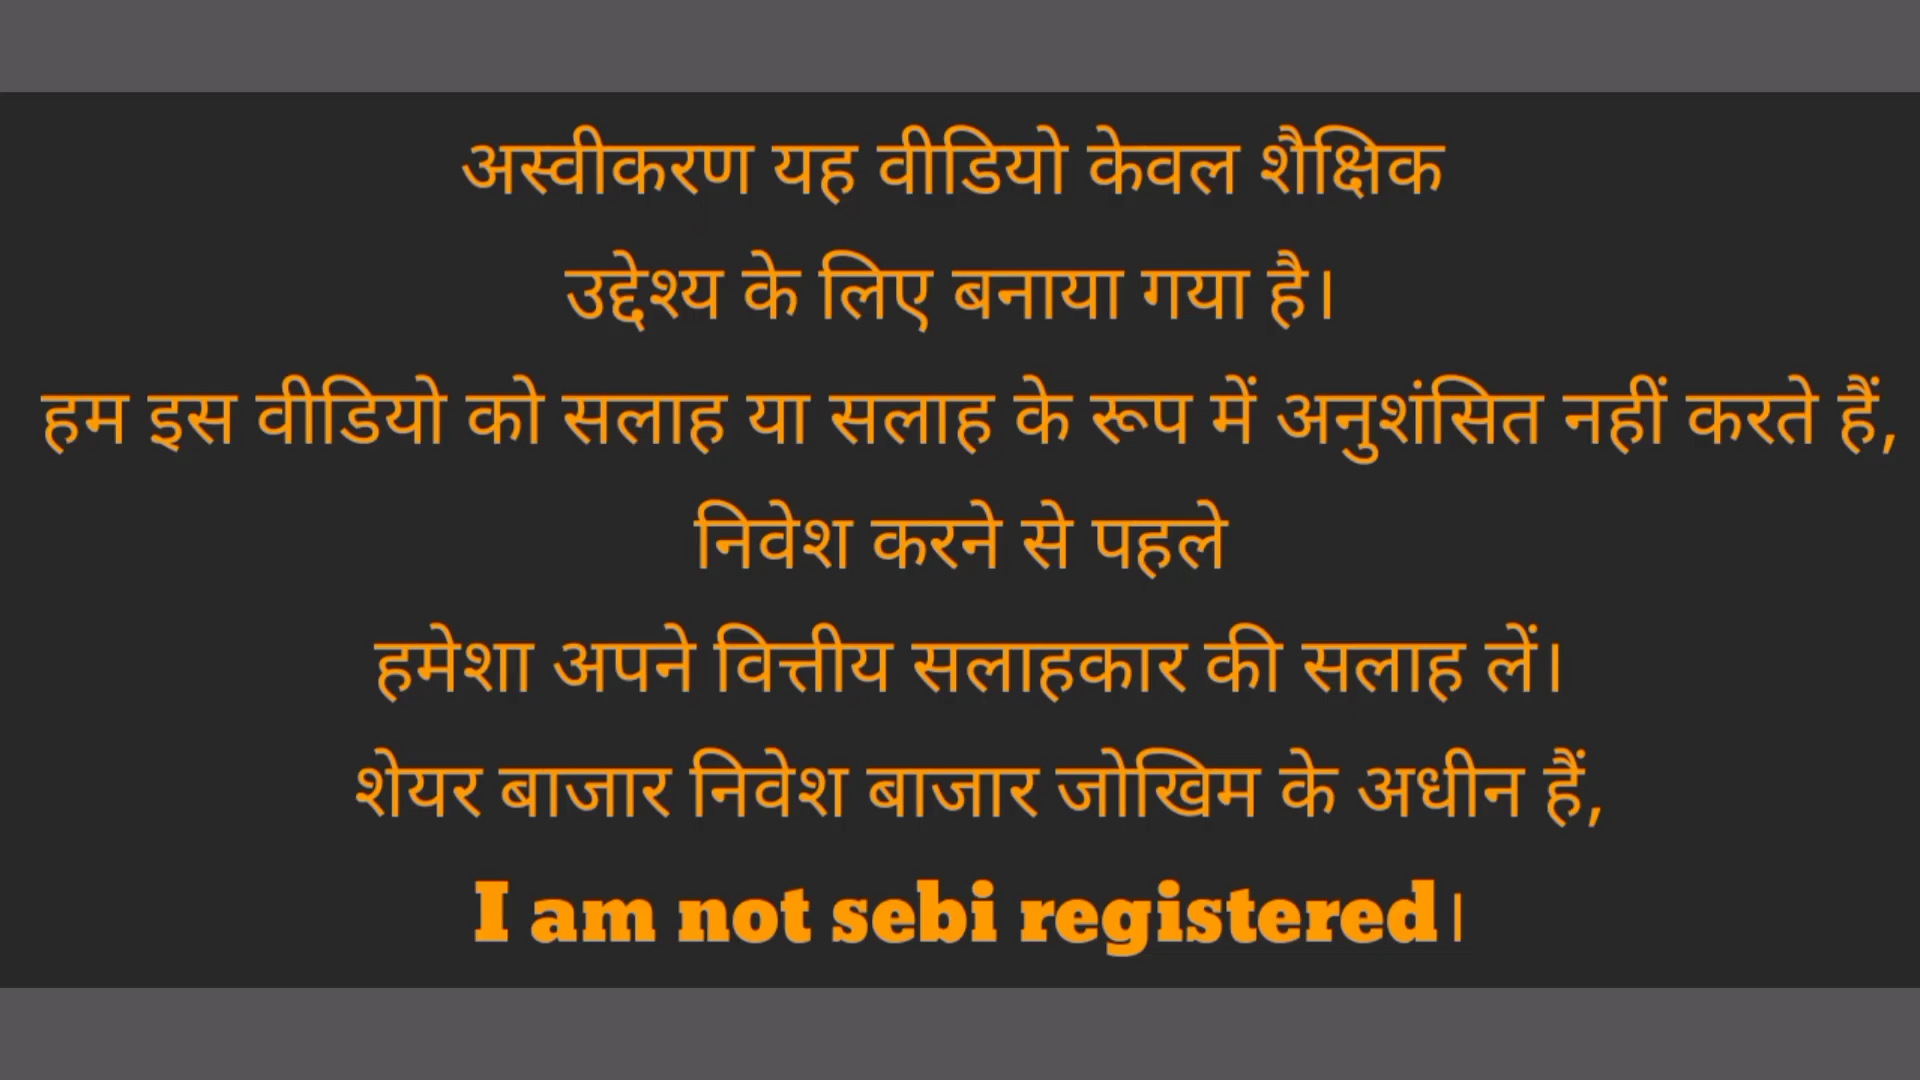 अस्वीकरण यह वीडियो केवल शैक्षिक
उद्देश्य के लिए बनाया गया है।
हम इस वीडियो को सलाह या सलाह के रूप में अनुशंसित नहीं करते हैं,
निवेश करने से पहले
हमेशा अपने वित्तीय सलाहकार की सलाह लें।
शेयर बाजार निवेश बाजार जोखिम के अधीन हैं,
I am not sebi registered।